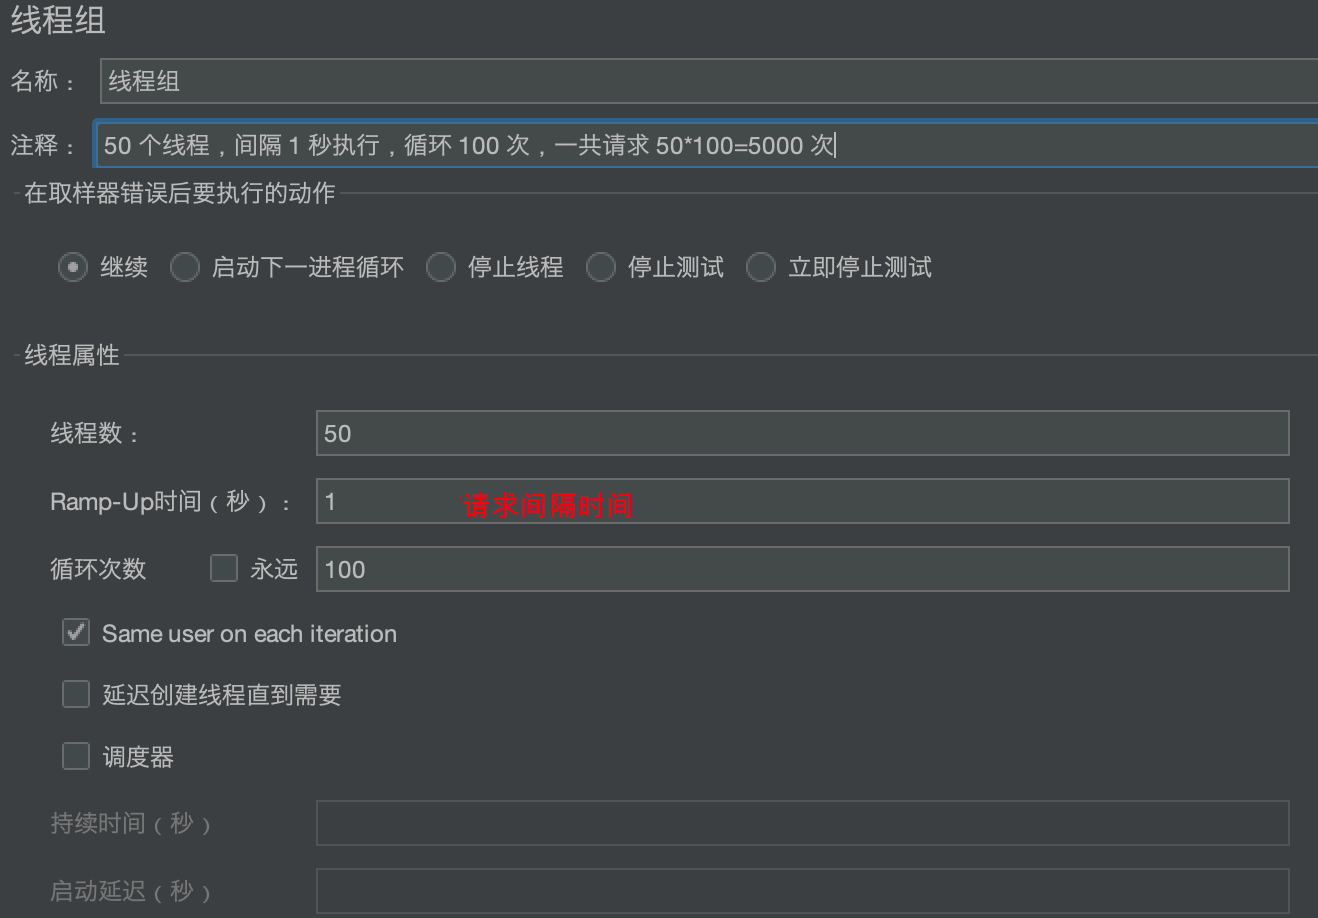 线程组
名称： 线程组
注释： 50 个线程，间隔 1 秒执行，循环 100 次，一共请求 50*100=5000 次
在取样器错误后要执行的动作
继续 启动下一进程循环 停止线程 停止测试 立即停止测试
线程属性
线程数： 50
Ramp-Up时间（秒）： 1 请求间隔时间
循环次数 永远 100
Same user on each iteration
延迟创建线程直到需要
调度器
持续时间（秒）
启动延迟（秒）